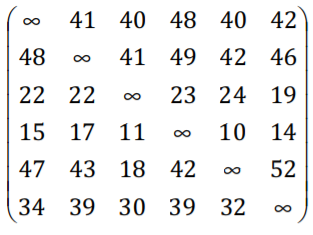 ∞ 41 40 48 40 42
48 ∞ 41 49 42 46
22 22 ∞ 23 24 19
15 17 11 ∞ 10 14
47 43 18 42 ∞ 52
34 39 30 39 32 ∞